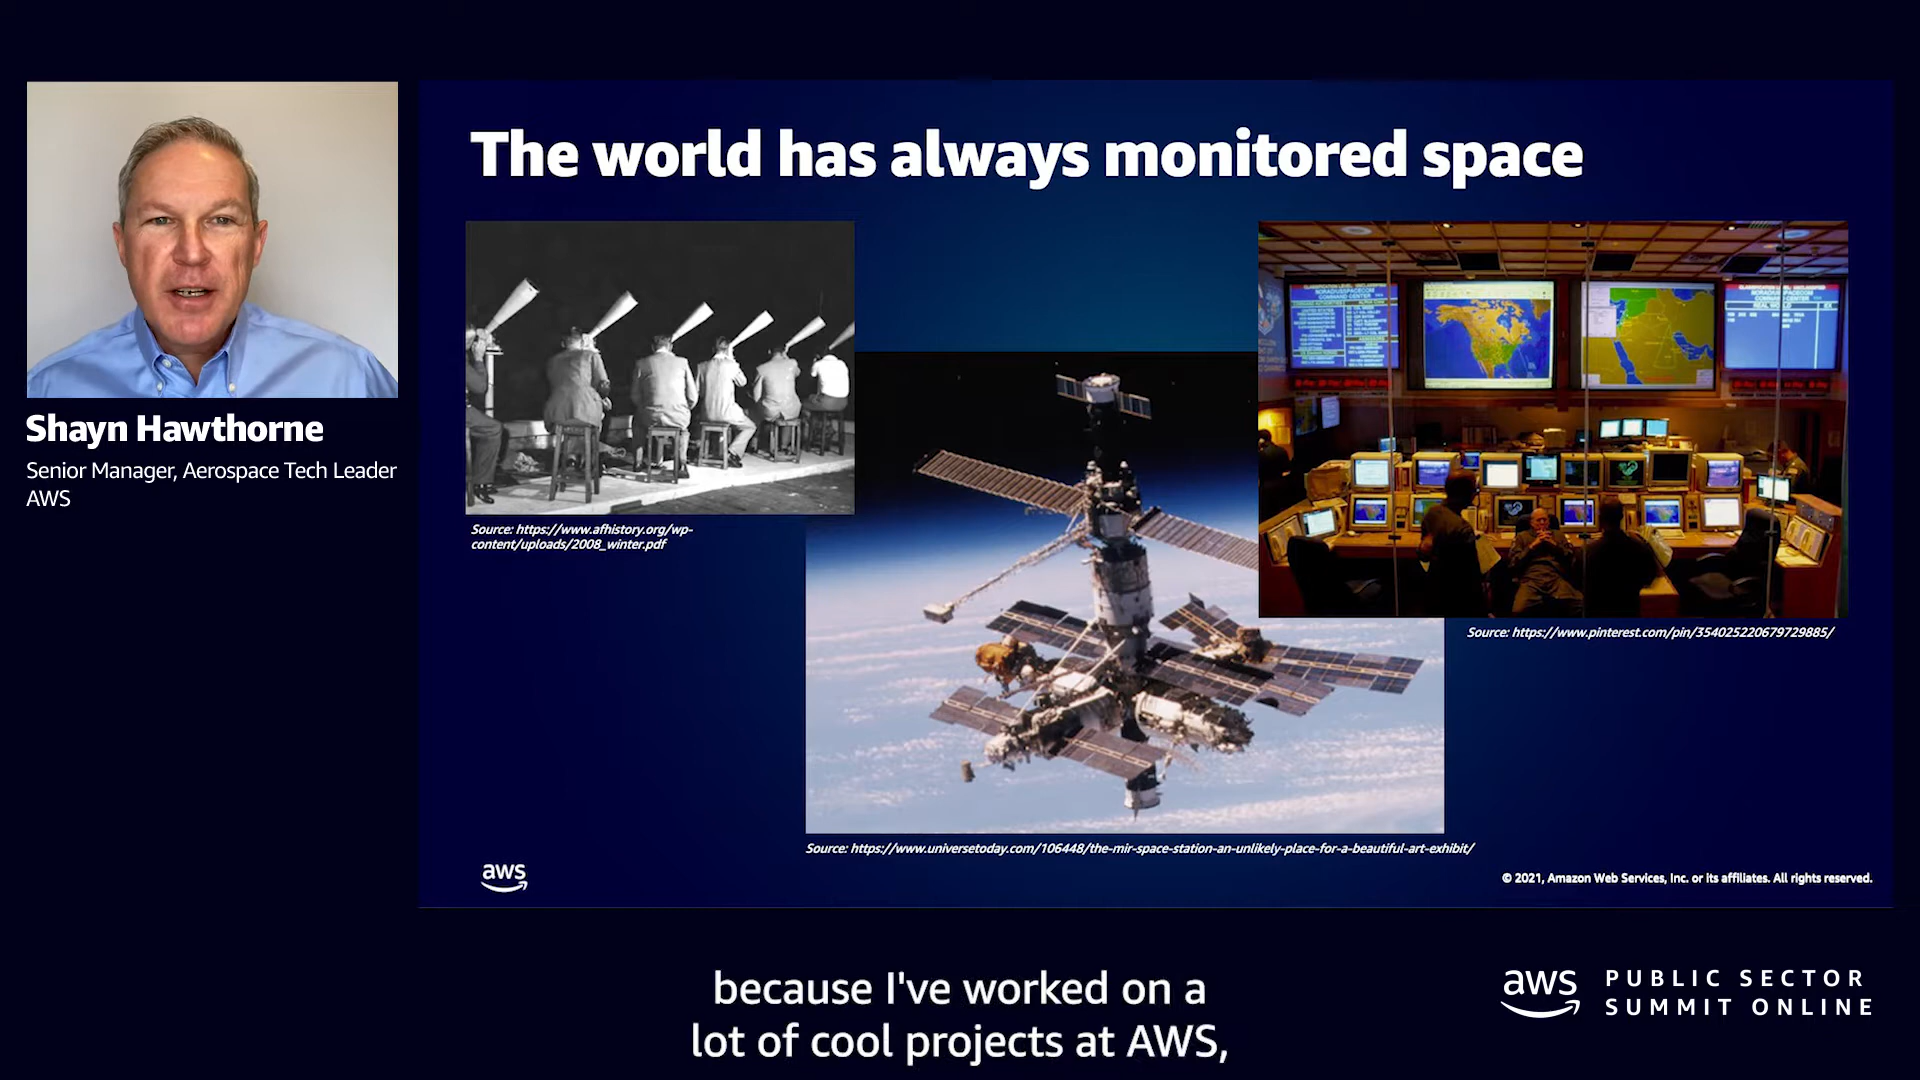 The world has always monitored space
Shayn Hawthorne
Senior Manager, Aerospace Tech Leader
AWS
Source: https://www.afhistory.org/wp-
content/uploads/2008_winter.pdf
Source: https://www.pinterest.com/pin/354025220679729885/
Source: https://www.universetoday.com/106448/the-mir-space-station-an-unlikely-place-for-a-beautiful-art-exhibit/
aws
© 2021, Amazon Web Services, Inc. or its affiliates. All rights reserved.
because I've worked on a
lot of cool projects at AWS,
aws
PUBLIC SECTOR
SUMMIT ONLINE